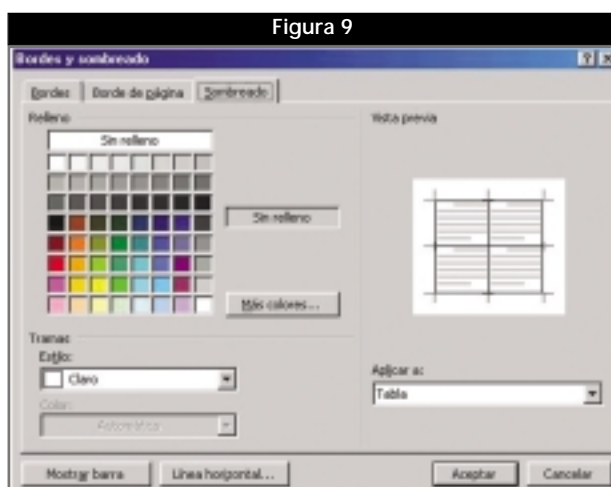 Figura 9
Bordes y sombreado
Bordes Borde de página Sombreado
Relleno
Sin relleno
Sin relleno
Más colores...
Vista previa
Tramas
Estilo:
Claro
Color:
Automático
Aplicar a:
Tabla
Mostrar barra Línea horizontal... Aceptar Cancelar